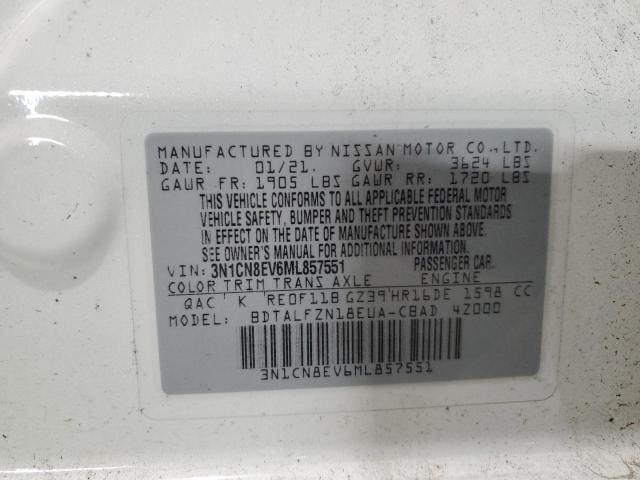 MANUFACTURED BY NISSAN MOTOR CO.,LTD.
DATE: 01/21. GVWR: 3624 LBS
GAWR FR: 1905 LBS GAWR RR: 1720 LBS
THIS VEHICLE CONFORMS TO ALL APPLICABLE FEDERAL MOTOR
VEHICLE SAFETY, BUMPER AND THEFT PREVENTION STANDARDS
IN EFFECT ON THE DATE OF MANUFACTURE SHOWN ABOVE.
SEE OWNER'S MANUAL FOR ADDITIONAL INFORMATION.
VIN: 3N1CN8EV6ML857551 PASSENGER CAR.
COLOR TRIM TRANS AXLE ENGINE
QAC K RE0F11B GZ39 HR16DE 1598 CC
MODEL: BDTALFZN18EUA-CBAD 4Z000
3N1CN8EV6ML857551